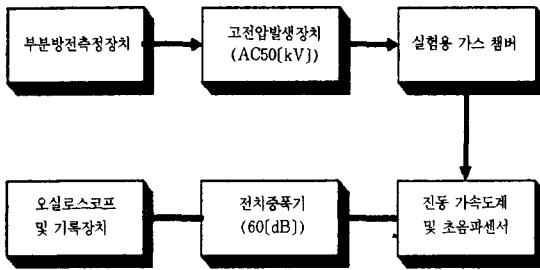 부분방전측정장치
고전압발생장치
(AC50[kV])
실험용 가스 챔버
오실로스코프
및 기록장치
전치증폭기
(60[dB])
진동 가속도계
및 초음파센서